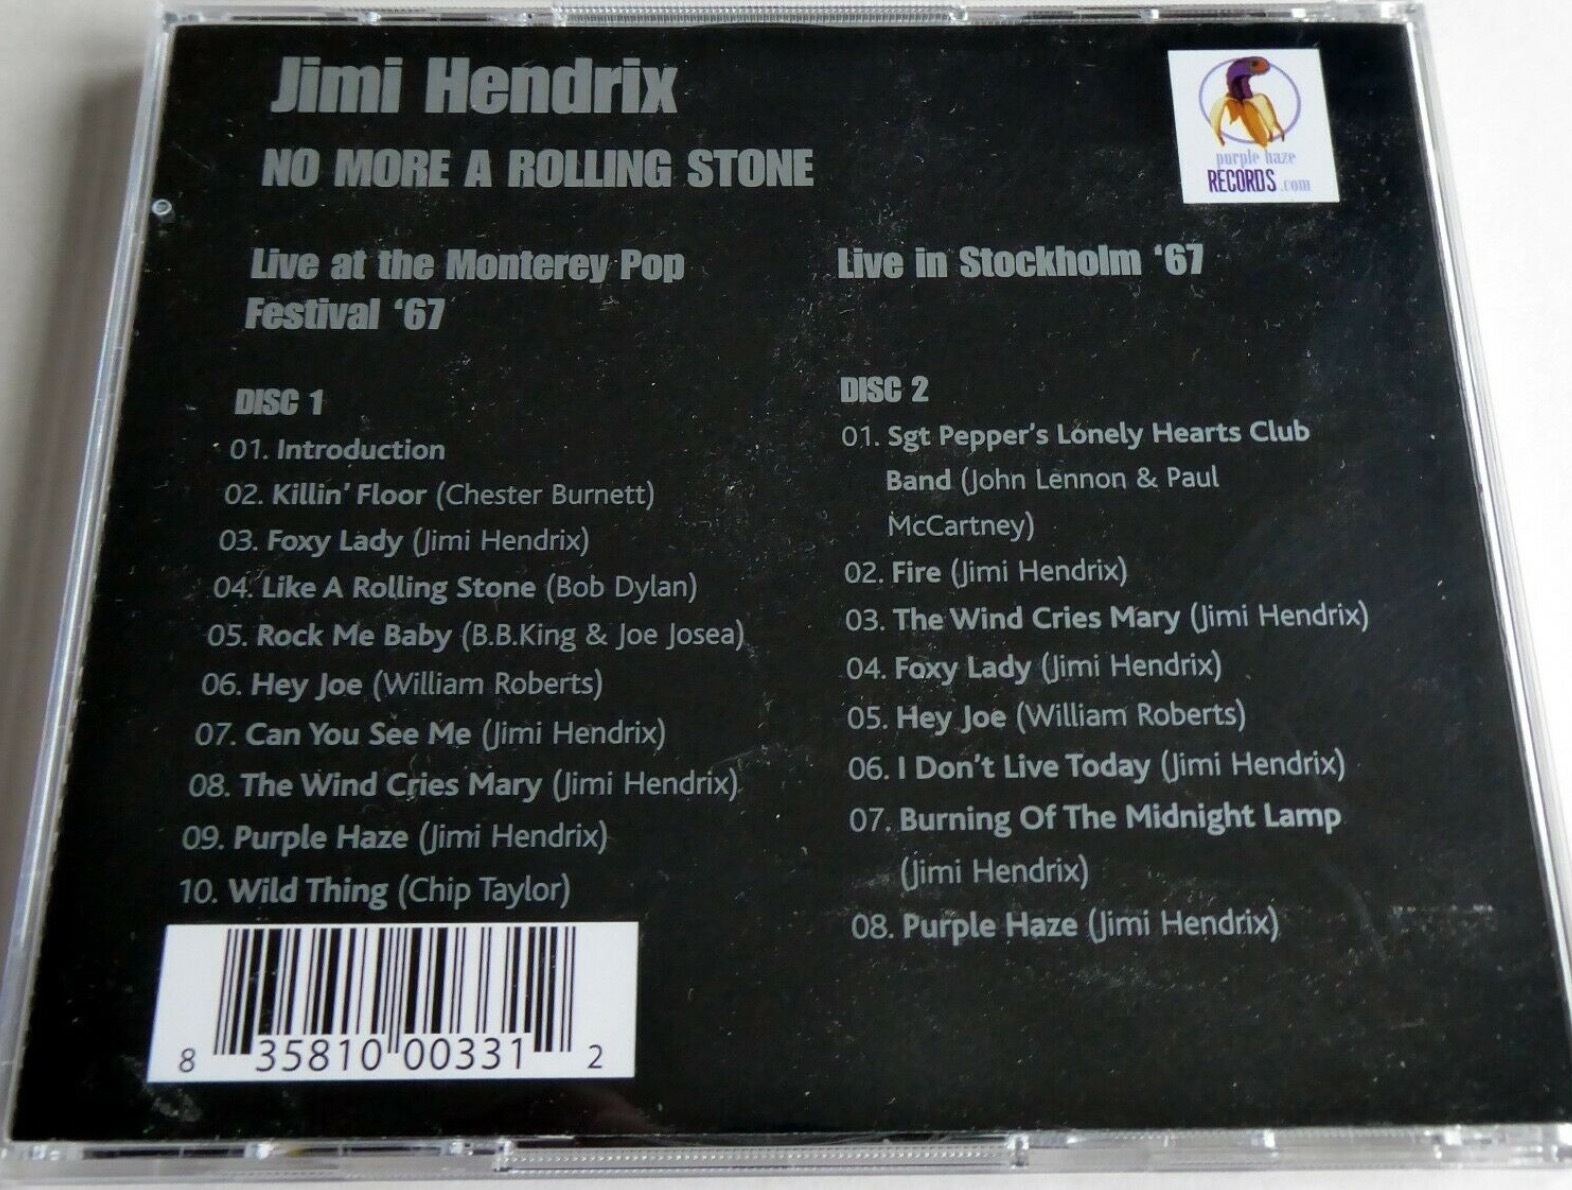 Jimi Hendrix
NO MORE A ROLLING STONE
purple haze
RECORDS.com
Live at the Monterey Pop
Festival ‘67
DISC 1
01. Introduction
02. Killin’ Floor (Chester Burnett)
03. Foxy Lady (Jimi Hendrix)
04. Like A Rolling Stone (Bob Dylan)
05. Rock Me Baby (B.B.King & Joe Josea)
06. Hey Joe (William Roberts)
07. Can You See Me (Jimi Hendrix)
08. The Wind Cries Mary (Jimi Hendrix)
09. Purple Haze (Jimi Hendrix)
10. Wild Thing (Chip Taylor)
8 35810 00331 2
Live in Stockholm ‘67
DISC 2
01. Sgt Pepper’s Lonely Hearts Club
Band (John Lennon & Paul
McCartney)
02. Fire (Jimi Hendrix)
03. The Wind Cries Mary (Jimi Hendrix)
04. Foxy Lady (Jimi Hendrix)
05. Hey Joe (William Roberts)
06. I Don’t Live Today (Jimi Hendrix)
07. Burning Of The Midnight Lamp
(Jimi Hendrix)
08. Purple Haze (Jimi Hendrix)